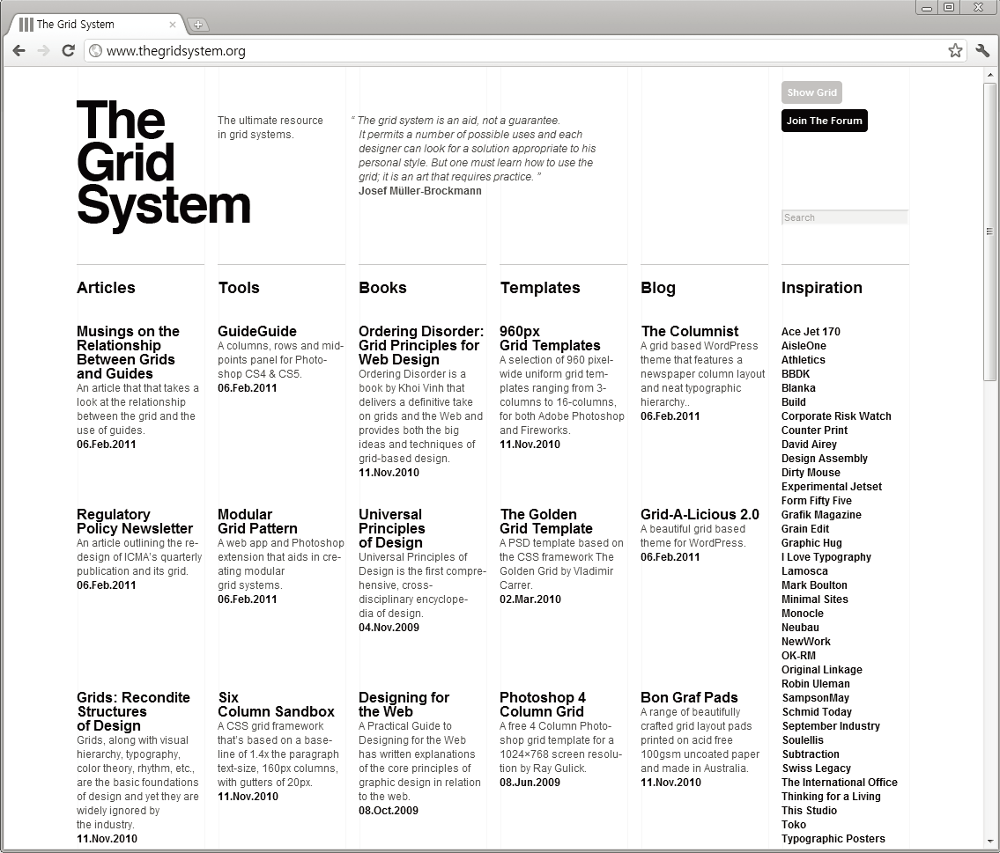 The Grid System
www.thegridsystem.org
The
Grid
System
The ultimate resource
in grid systems.
“ The grid system is an aid, not a guarantee.
It permits a number of possible uses and each
designer can look for a solution appropriate to his
personal style. But one must learn how to use the
grid; it is an art that requires practice. ”
Josef Müller-Brockmann
Show Grid
Join The Forum
Search
Articles
Musings on the
Relationship
Between Grids
and Guides
An article that that takes a
look at the relationship
between the grid and the
use of guides.
06.Feb.2011
Regulatory
Policy Newsletter
An article outlining the re-
design of ICMA’s quarterly
publication and its grid.
06.Feb.2011
Grids: Recondite
Structures
of Design
Grids, along with visual
hierarchy, typography,
color theory, rhythm, etc.,
are the basic foundations
of design and yet they are
widely ignored by
the industry.
11.Nov.2010
Tools
GuideGuide
A columns, rows and mid-
points panel for Photo-
shop CS4 & CS5.
06.Feb.2011
Modular
Grid Pattern
A web app and Photoshop
extension that aids in cre-
ating modular
grid systems.
06.Feb.2011
Six
Column Sandbox
A CSS grid framework
that’s based on a base-
line of 1.4x the paragraph
text-size, 160px columns,
with gutters of 20px.
11.Nov.2010
Books
Ordering Disorder:
Grid Principles for
Web Design
Ordering Disorder is a
book by Khoi Vinh that
delivers a definitive take
on grids and the Web and
provides both the big
ideas and techniques of
grid-based design.
11.Nov.2010
Universal
Principles
of Design
Universal Principles of
Design is the first compre-
hensive, cross-
disciplinary encyclope-
dia of design.
04.Nov.2009
Designing for
the Web
A Practical Guide to
Designing for the Web
has written explanations
of the core principles of
graphic design in relation
to the web.
08.Oct.2009
Templates
960px
Grid Templates
A selection of 960 pixel-
wide uniform grid tem-
plates ranging from 3-
columns to 16-columns,
for both Adobe Photoshop
and Fireworks.
11.Nov.2010
The Golden
Grid Template
A PSD template based on
the CSS framework The
Golden Grid by Vladimir
Carrer.
02.Mar.2010
Photoshop 4
Column Grid
A free 4 Column Photo-
shop grid template for a
1024×768 screen resolu-
tion by Ray Gulick.
08.Jun.2009
Blog
The Columnist
A grid based WordPress
theme that features a
newspaper column layout
and neat typographic
hierarchy..
06.Feb.2011
Grid-A-Licious 2.0
A beautiful grid based
theme for WordPress.
06.Feb.2011
Bon Graf Pads
A range of beautifully
crafted grid layout pads
printed on acid free
100gsm uncoated paper
and made in Australia.
11.Nov.2010
Inspiration
Ace Jet 170
AisleOne
Athletics
BBDK
Blanka
Build
Corporate Risk Watch
Counter Print
David Airey
Design Assembly
Dirty Mouse
Experimental Jetset
Form Fifty Five
Grafik Magazine
Grain Edit
Graphic Hug
I Love Typography
Lamosca
Mark Boulton
Minimal Sites
Monocle
Neubau
NewWork
OK-RM
Original Linkage
Robin Uleman
SampsonMay
Schmid Today
September Industry
Soulellis
Subtraction
Swiss Legacy
The International Office
Thinking for a Living
This Studio
Toko
Typographic Posters